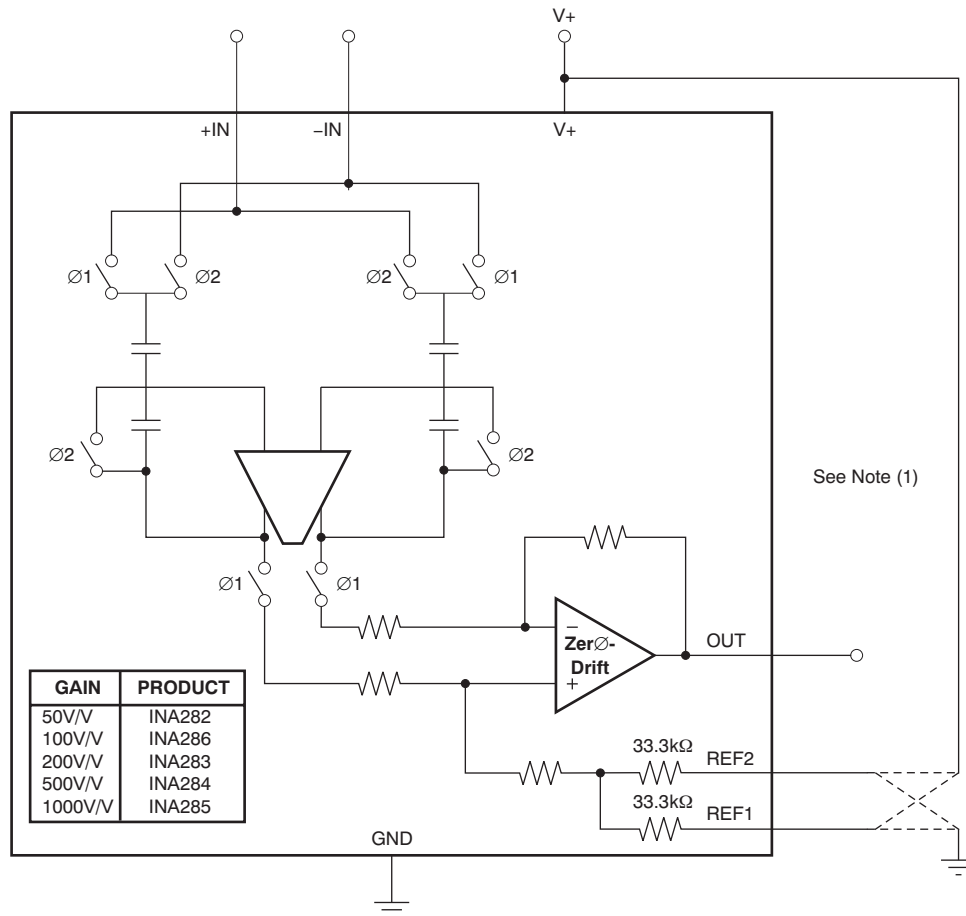 V+
+IN
−IN
V+
∅1
∅2
∅2
∅1
∅2
∅2
See Note (1)
∅1
∅1
−
Zer∅-
Drift
+
OUT
GAIN PRODUCT
50V/V INA282
100V/V INA286
200V/V INA283
500V/V INA284
1000V/V INA285
33.3kΩ
REF2
33.3kΩ
REF1
GND